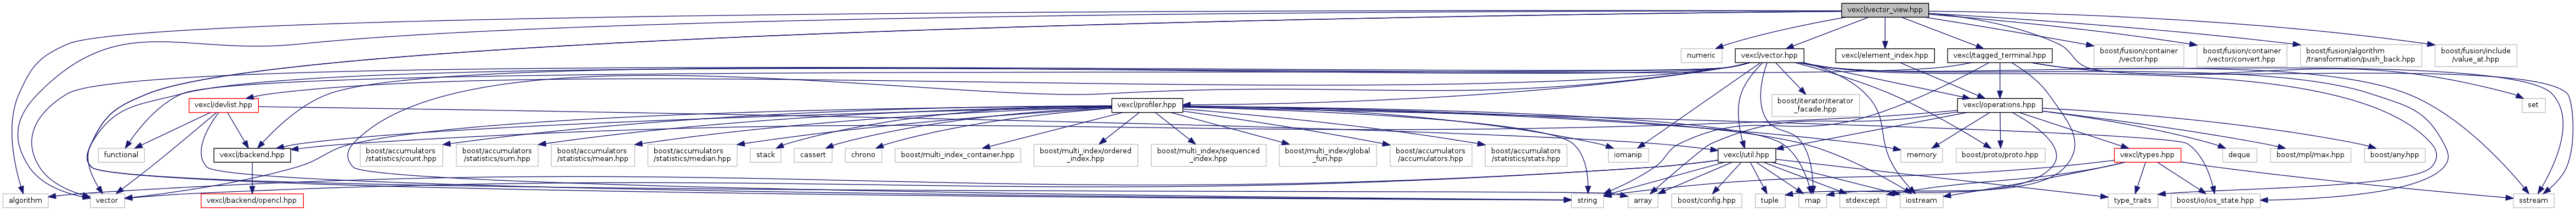 vexcl/vector_view.hpp
numeric
vexcl/vector.hpp
vexcl/element_index.hpp
vexcl/tagged_terminal.hpp
boost/fusion/container
/vector.hpp
boost/fusion/container
/vector/convert.hpp
boost/fusion/algorithm
/transformation/push_back.hpp
boost/fusion/include
/value_at.hpp
vexcl/devlist.hpp
vexcl/profiler.hpp
boost/iterator/iterator
_facade.hpp
vexcl/operations.hpp
set
functional
vexcl/backend.hpp
boost/accumulators
/statistics/count.hpp
boost/accumulators
/statistics/sum.hpp
boost/accumulators
/statistics/mean.hpp
boost/accumulators
/statistics/median.hpp
stack
cassert
chrono
boost/multi_index_container.hpp
boost/multi_index/ordered
_index.hpp
boost/multi_index/sequenced
_index.hpp
boost/multi_index/global
_fun.hpp
boost/accumulators
/accumulators.hpp
boost/accumulators
/statistics/stats.hpp
iomanip
vexcl/util.hpp
memory
boost/proto/proto.hpp
vexcl/types.hpp
deque
boost/mpl/max.hpp
boost/any.hpp
algorithm
vector
vexcl/backend/opencl.hpp
string
array
boost/config.hpp
tuple
map
stdexcept
iostream
type_traits
boost/io/ios_state.hpp
sstream